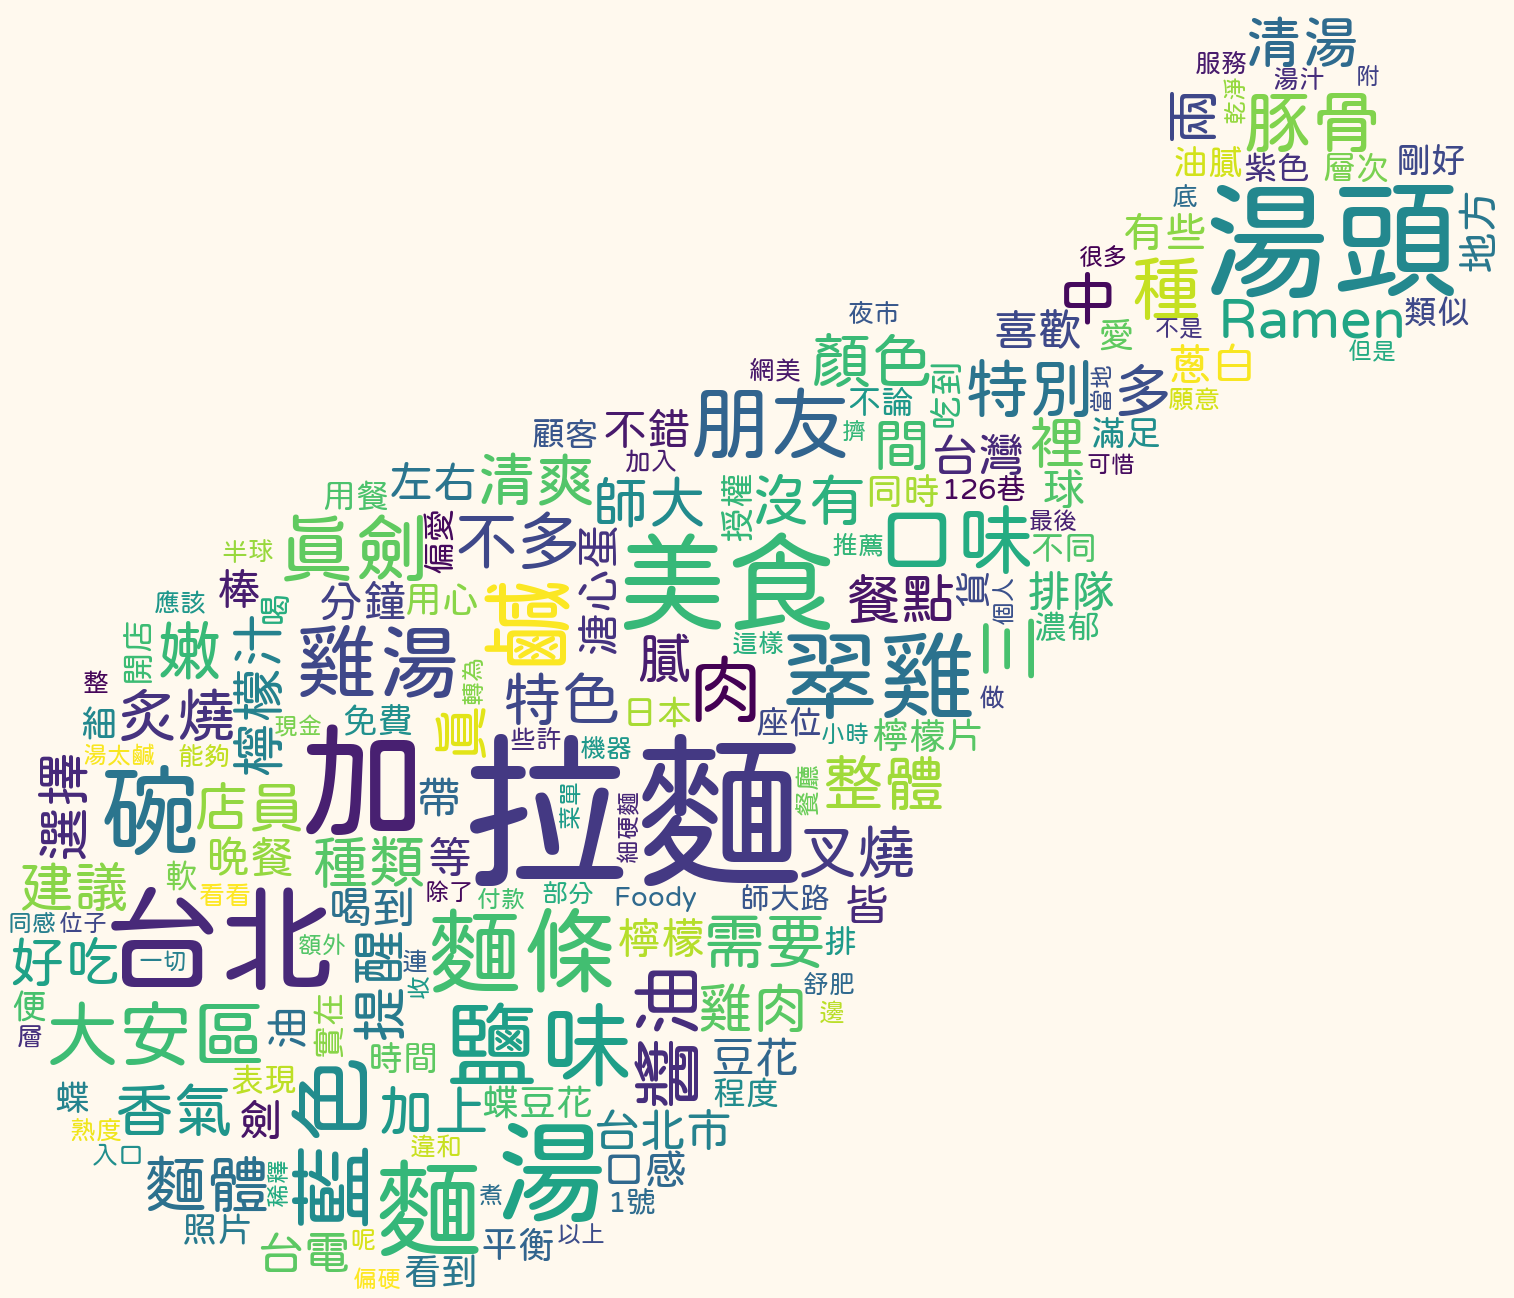 清湯
服務
湯汁
附
兩
乾淨
豚骨
油膩
紫色
層次
剛好
底
湯頭
地方
有些
很多
種
中
Ramen
類似
夜市
喜歡
愛
不是
但是
顏色
網美
蔥白
吃到
特別
當地
多
願意
朋友
不論
顧客
不錯
擠
間
台灣
裡
滿足
可惜
加入
左右
清爽
用餐
師大
授權
沒有
同時
126巷
球
真劍
偏愛
不多
溏心蛋
美食
推薦
口味
最後
不同
半球
棒
喝
應該
分鐘
用心
鹹
餐點
貨
個人
排隊
濃郁
開店
嫩
檸檬汁
雞湯
轉為
膩
這樣
肉
翠雞
三
整
細
炙燒
現金
免費
真
特色
日本
座位
小時
做
檸檬片
些許
機器
湯太鹹
能夠
選擇
碗
店員
加
帶
拉麵
菜單
細硬麵
餐廳
整體
晚餐
種類
等
叉燒
建議
軟
看看
除了
付款
部分
Foody
師大路
皆
同感
位子
台北
喝到
額外
一切
好吃
提醒
連
收
麵條
檸檬
需要
排
舒肥
便
層
大安區
油
實在
時間
鹽味
醬油
雞肉
邊
豆花
程度
蝶
香氣
表現
劍
藍色
加上
蝶豆花
熟度
入口
違和
湯
台北市
口感
麵體
稀釋
麵
煮
1號
照片
台電
呢
平衡
以上
偏硬
看到